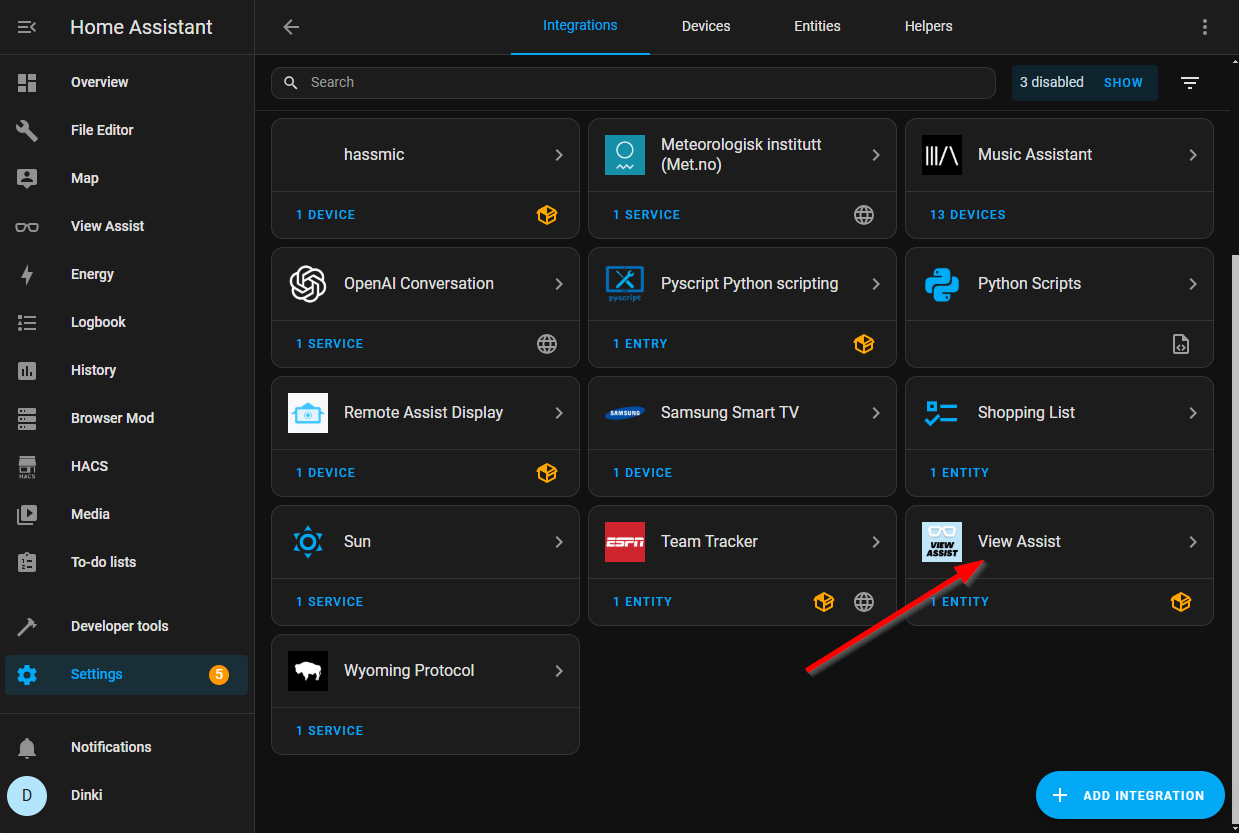 Home Assistant
Overview
File Editor
Map
View Assist
Energy
Logbook
History
Browser Mod
HACS
HACS
Media
To-do lists
Developer tools
Settings
5
Notifications
D
Dinki
Integrations
Devices
Entities
Helpers
Search
3 disabled
SHOW
hassmic
1 DEVICE
Meteorologisk institutt
(Met.no)
1 SERVICE
Music Assistant
13 DEVICES
OpenAI Conversation
1 SERVICE
pyscript
Pyscript Python scripting
1 ENTRY
Python Scripts
Remote Assist Display
1 DEVICE
SAMSUNG
Samsung Smart TV
1 DEVICE
Shopping List
1 ENTITY
Sun
1 SERVICE
ESPN
Team Tracker
1 ENTITY
VIEW
ASSIST
View Assist
1 ENTITY
Wyoming Protocol
1 SERVICE
ADD INTEGRATION